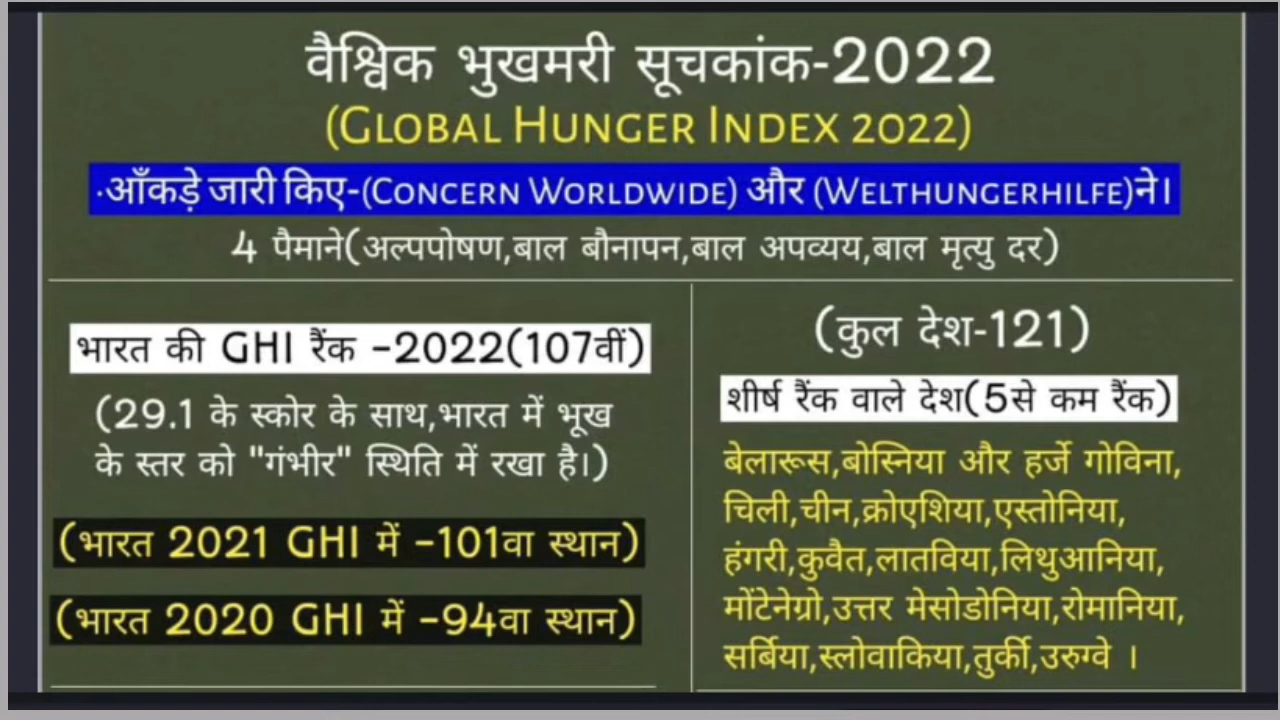 वैश्विक भुखमरी सूचकांक-2022
(GLOBAL HUNGER INDEX 2022)
·आँकड़े जारी किए-(CONCERN WORLDWIDE) और (WELTHUNGERHILFE)ने।
4 पैमाने(अल्पपोषण,बाल बौनापन,बाल अपव्यय,बाल मृत्यु दर)
भारत की GHI रैंक -2022(107वीं)
(29.1 के स्कोर के साथ,भारत में भूख
के स्तर को "गंभीर" स्थिति में रखा है।)
(भारत 2021 GHI में -101वा स्थान)
(भारत 2020 GHI में -94वा स्थान)
(कुल देश-121)
शीर्ष रैंक वाले देश(5से कम रैंक)
बेलारूस,बोस्निया और हर्जे गोविना,
चिली,चीन,क्रोएशिया,एस्तोनिया,
हंगरी,कुवैत,लातविया,लिथुआनिया,
मोंटेनेग्रो,उत्तर मेसोडोनिया,रोमानिया,
सर्बिया,स्लोवाकिया,तुर्की,उरुग्वे ।